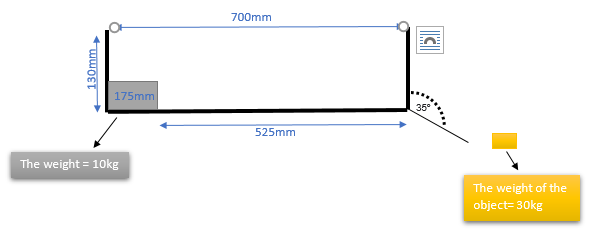 700mm
130mm
175mm
35°
525mm
The weight = 10kg
The weight of the
object= 30kg